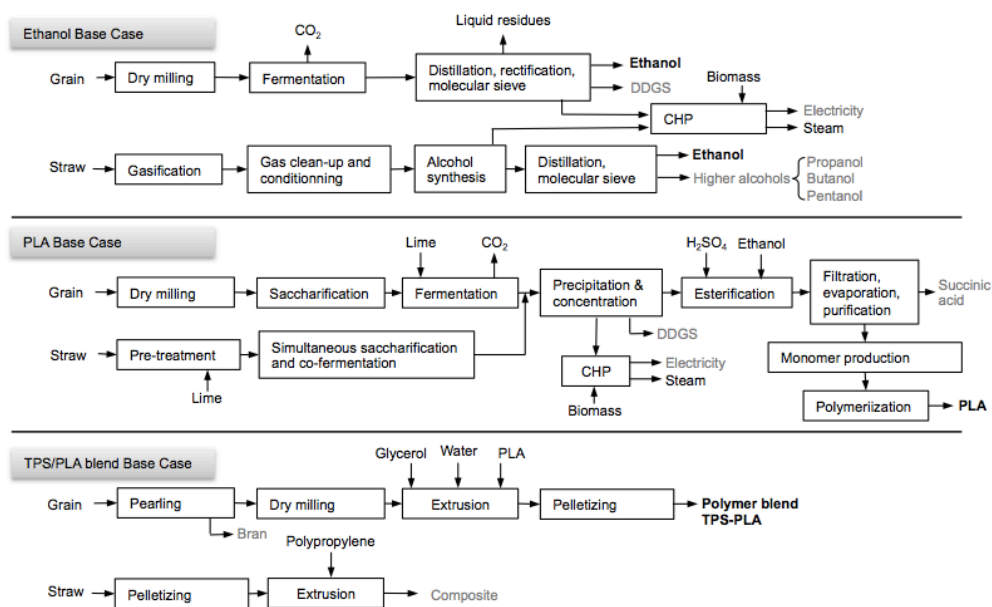 Ethanol Base Case
CO2
Liquid residues
Grain
Dry milling
Fermentation
Distillation, rectification,
molecular sieve
Ethanol
DDGS
Biomass
CHP
Electricity
Steam
Straw
Gasification
Gas clean-up and
conditionning
Alcohol
synthesis
Distillation,
molecular sieve
Ethanol
Higher alcohols
Propanol
Butanol
Pentanol
PLA Base Case
Lime
CO2
H2SO4
Ethanol
Grain
Dry milling
Saccharification
Fermentation
Precipitation &
concentration
Esterification
Filtration,
evaporation,
purification
Succinic
acid
DDGS
Straw
Pre-treatment
Simultaneous saccharification
and co-fermentation
Lime
CHP
Electricity
Steam
Biomass
Monomer production
Polymeriization
PLA
TPS/PLA blend Base Case
Glycerol
Water
PLA
Grain
Pearling
Dry milling
Extrusion
Pelletizing
Polymer blend
TPS-PLA
Bran
Polypropylene
Straw
Pelletizing
Extrusion
Composite